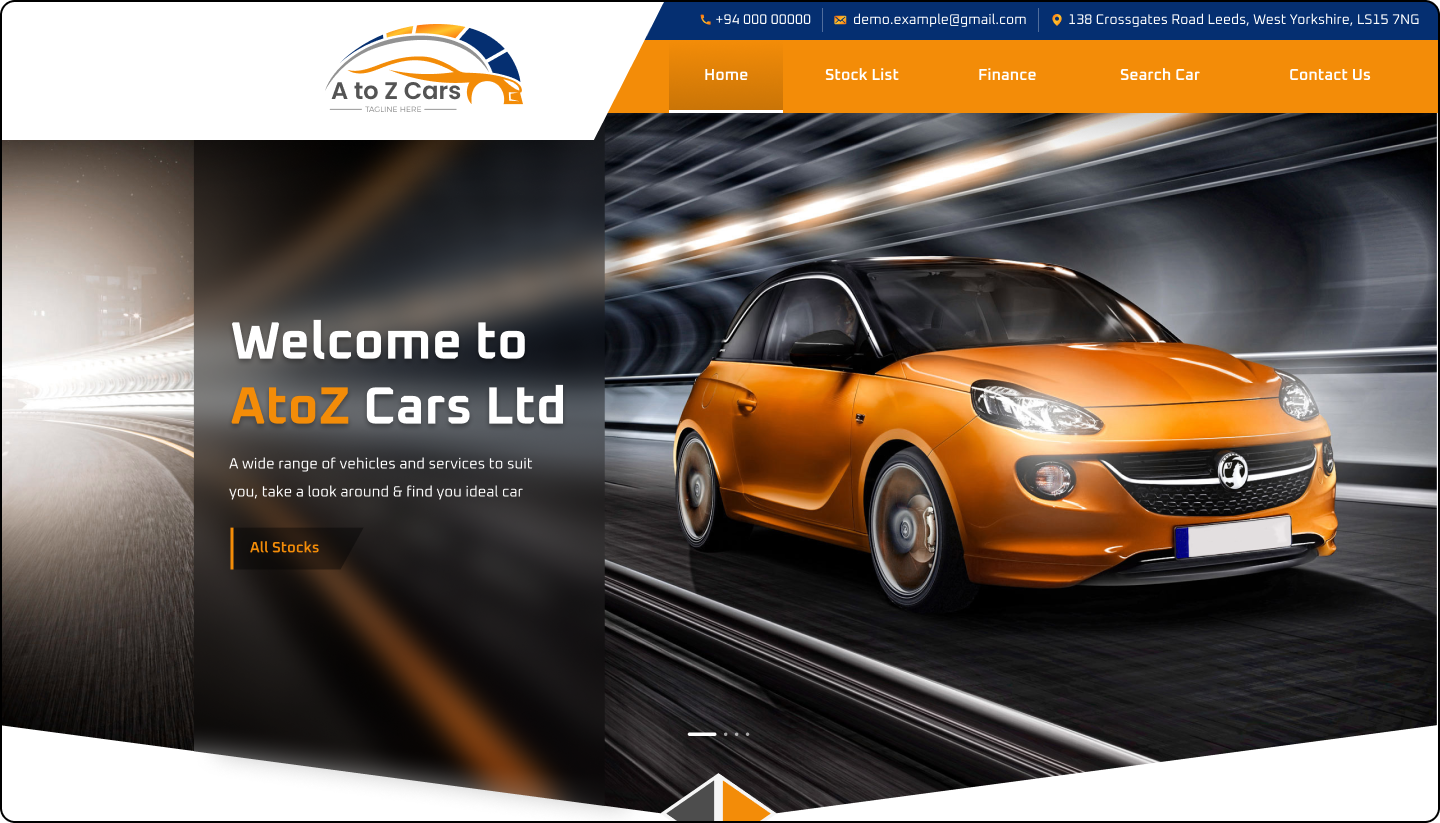 +94 000 00000
demo.example@gmail.com
138 Crossgates Road Leeds, West Yorkshire, LS15 7NG
A to Z Cars
TAGLINE HERE
Home
Stock List
Finance
Search Car
Contact Us
Welcome to
AtoZ Cars Ltd
A wide range of vehicles and services to suit
you, take a look around & find you ideal car
All Stocks